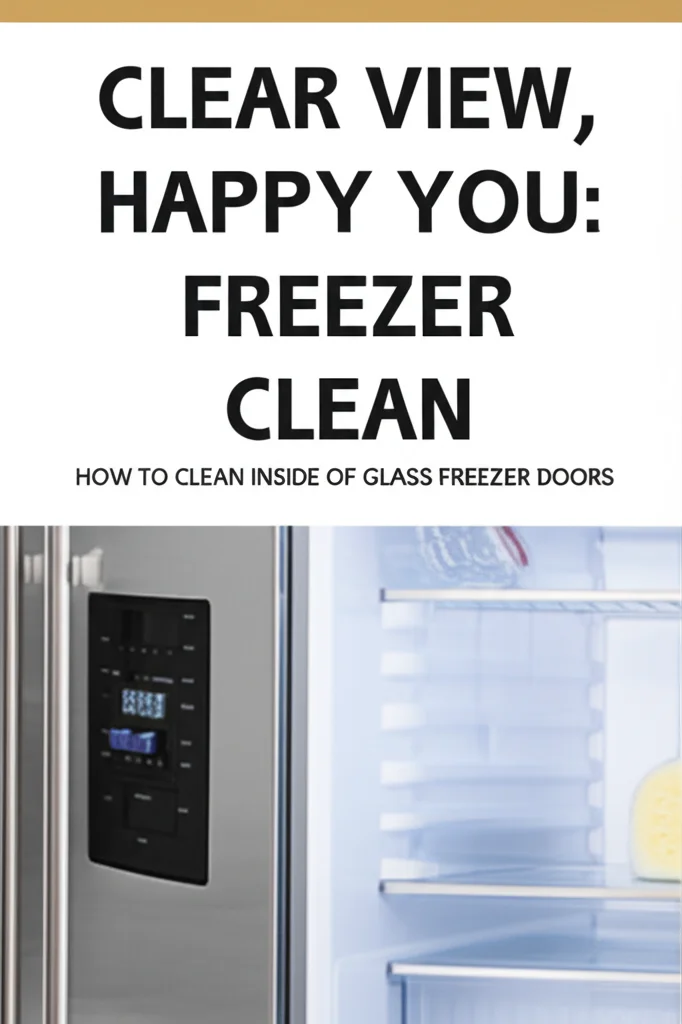 CLEAR VIEW,
HAPPY YOU:
FREEZER
CLEAN
HOW TO CLEAN INSIDE OF GLASS FREEZER DOORS